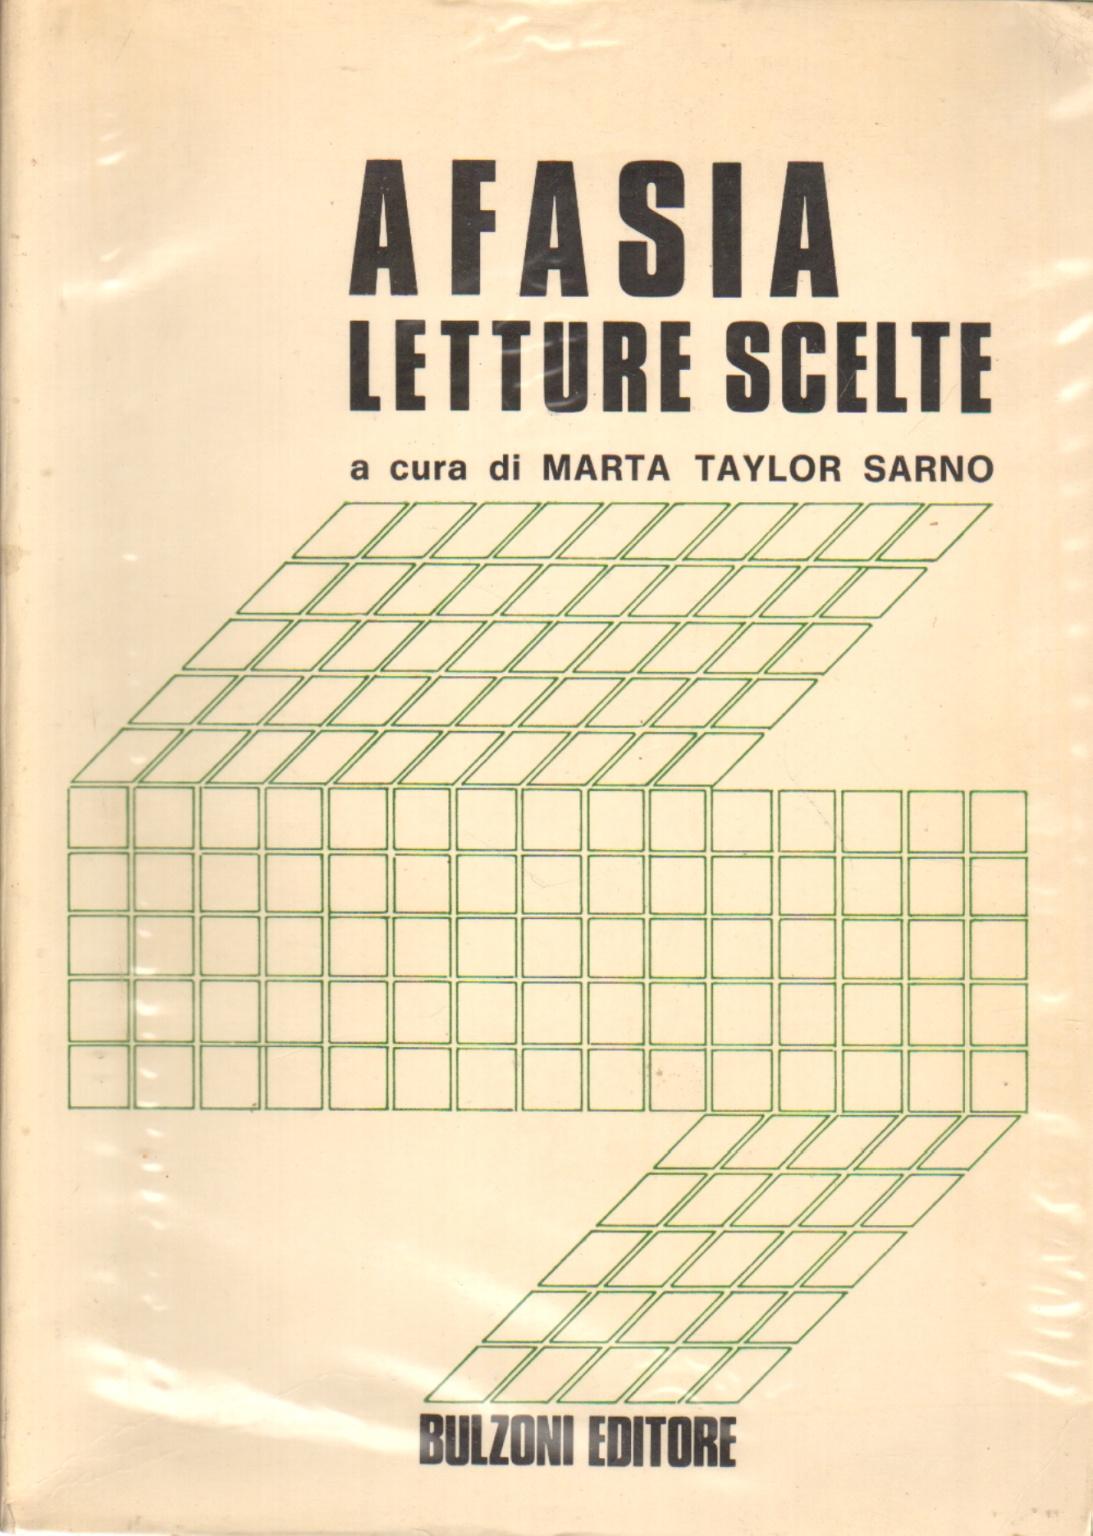 AFASIA
LETTURE SCELTE
a cura di MARTA TAYLOR SARNO
BULZONI EDITORE